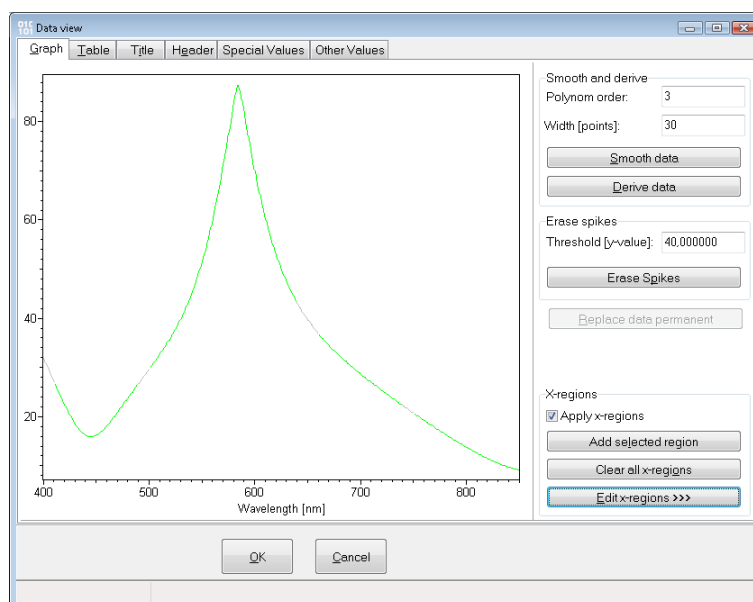 010
101 Data view
Graph Table Title Header Special Values Other Values
80
60
40
20
400 500 600 700 800
Wavelength [nm]
Smooth and derive
Polynom order: 3
Width [points]: 30
Smooth data
Derive data
Erase spikes
Threshold [y-value]: 40,000000
Erase Spikes
Replace data permanent
X-regions
Apply x-regions
Add selected region
Clear all x-regions
Edit x-regions >>>
OK Cancel